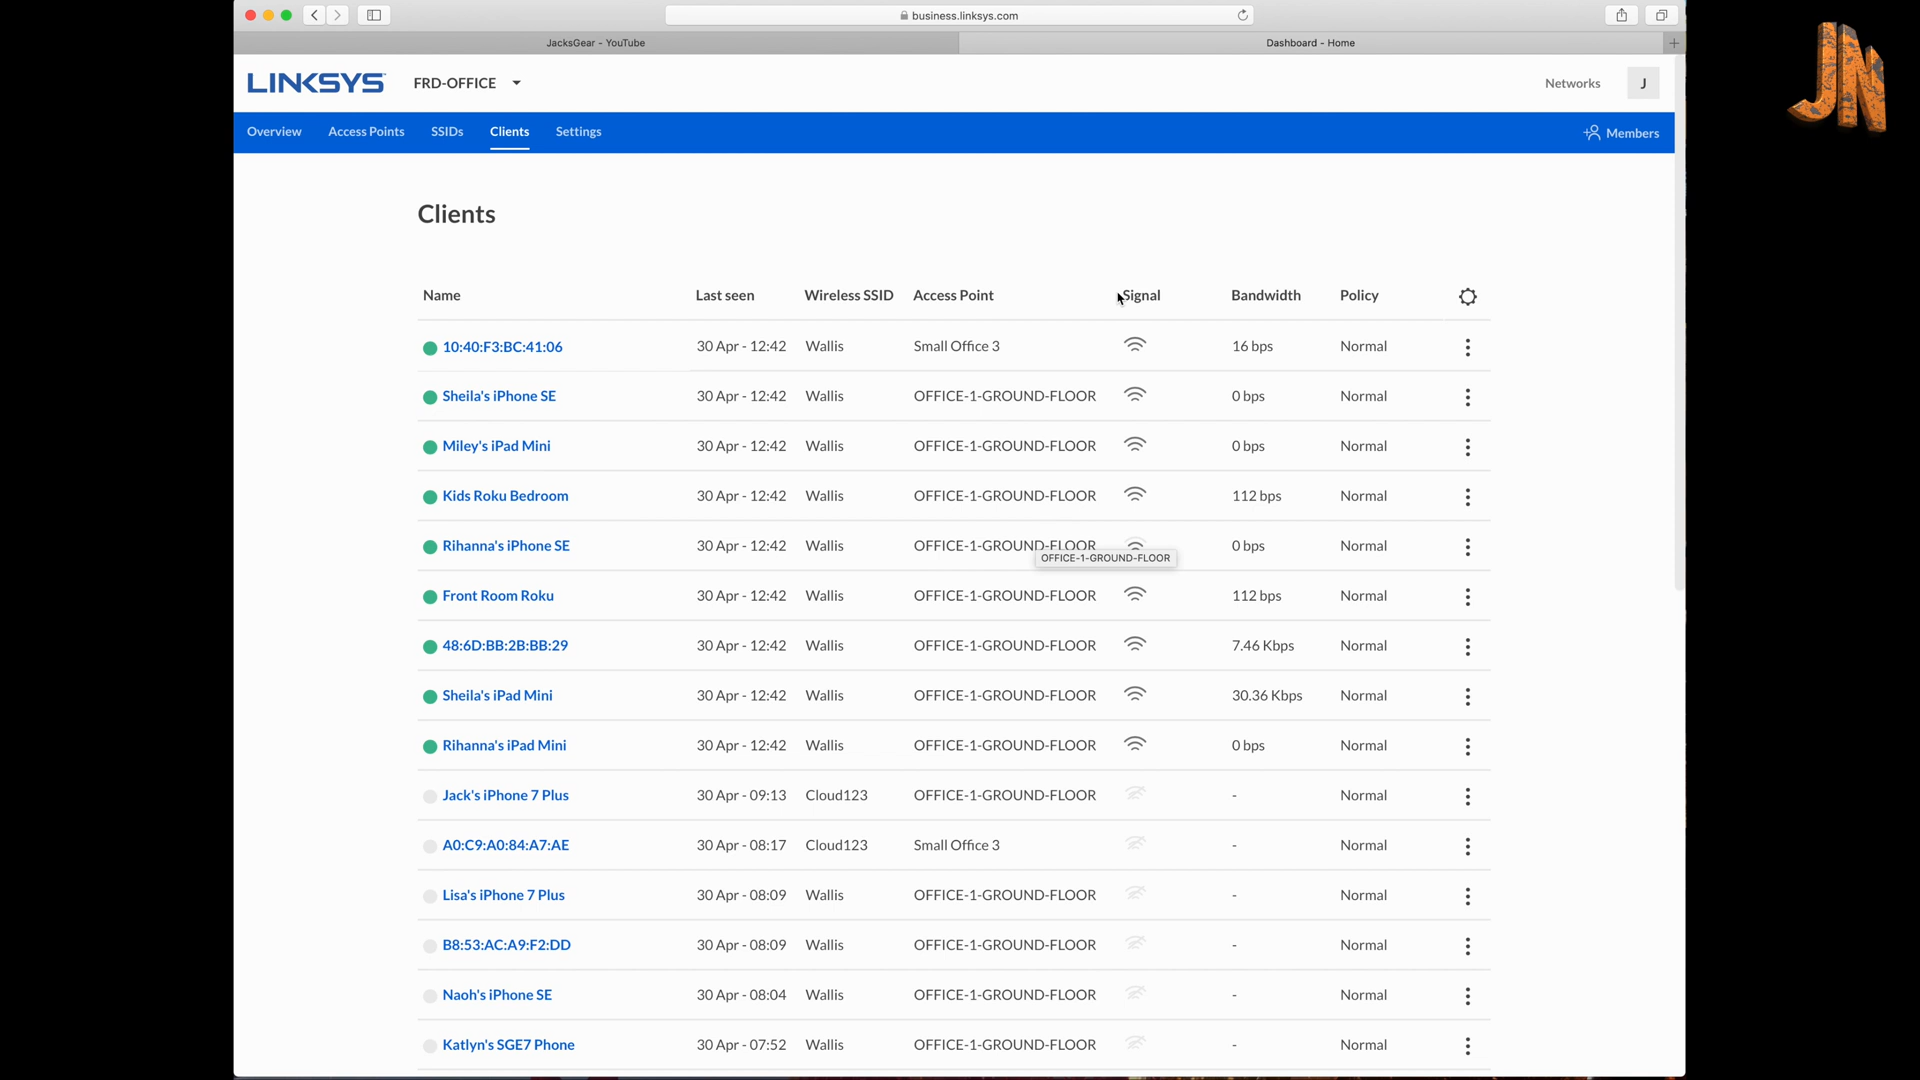 business.linksys.com
JacksGear - YouTube
Dashboard - Home
JN
LINKSYS FRD-OFFICE Networks J
Overview Access Points SSIDs Clients Settings Members
Clients
Name Last seen Wireless SSID Access Point Signal Bandwidth Policy
10:40:F3:BC:41:06 30 Apr - 12:42 Wallis Small Office 3 16 bps Normal
Sheila's iPhone SE 30 Apr - 12:42 Wallis OFFICE-1-GROUND-FLOOR 0 bps Normal
Miley's iPad Mini 30 Apr - 12:42 Wallis OFFICE-1-GROUND-FLOOR 0 bps Normal
Kids Roku Bedroom 30 Apr - 12:42 Wallis OFFICE-1-GROUND-FLOOR 112 bps Normal
Rihanna's iPhone SE 30 Apr - 12:42 Wallis OFFICE-1-GROUND-FLOOR 0 bps Normal
OFFICE-1-GROUND-FLOOR
Front Room Roku 30 Apr - 12:42 Wallis OFFICE-1-GROUND-FLOOR 112 bps Normal
48:6D:BB:2B:BB:29 30 Apr - 12:42 Wallis OFFICE-1-GROUND-FLOOR 7.46 Kbps Normal
Sheila's iPad Mini 30 Apr - 12:42 Wallis OFFICE-1-GROUND-FLOOR 30.36 Kbps Normal
Rihanna's iPad Mini 30 Apr - 12:42 Wallis OFFICE-1-GROUND-FLOOR 0 bps Normal
Jack's iPhone 7 Plus 30 Apr - 09:13 Cloud123 OFFICE-1-GROUND-FLOOR - Normal
A0:C9:A0:84:A7:AE 30 Apr - 08:17 Cloud123 Small Office 3 - Normal
Lisa's iPhone 7 Plus 30 Apr - 08:09 Wallis OFFICE-1-GROUND-FLOOR - Normal
B8:53:AC:A9:F2:DD 30 Apr - 08:09 Wallis OFFICE-1-GROUND-FLOOR - Normal
Naoh's iPhone SE 30 Apr - 08:04 Wallis OFFICE-1-GROUND-FLOOR - Normal
Katlyn's SGE7 Phone 30 Apr - 07:52 Wallis OFFICE-1-GROUND-FLOOR - Normal